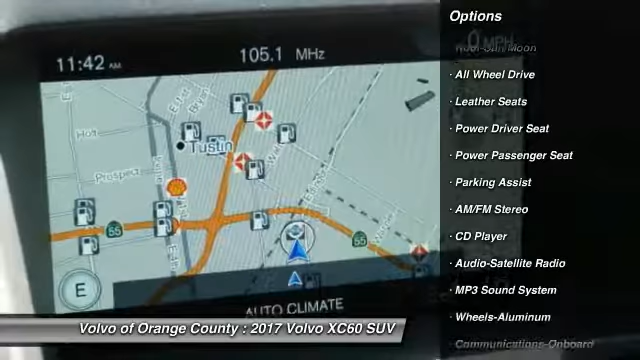 Options
11:42 AM
105.1 MHz
MPH
· All Wheel Drive
· Leather Seats
· Power Driver Seat
· Power Passenger Seat
· Parking Assist
· AM/FM Stereo
· CD Player
· Audio-Satellite Radio
· MP3 Sound System
· Wheels-Aluminum
· Communications-Onboard
Holt
Tustin
Prospect
55
55
E
AUTO CLIMATE
Volvo of Orange County : 2017 Volvo XC60 SUV